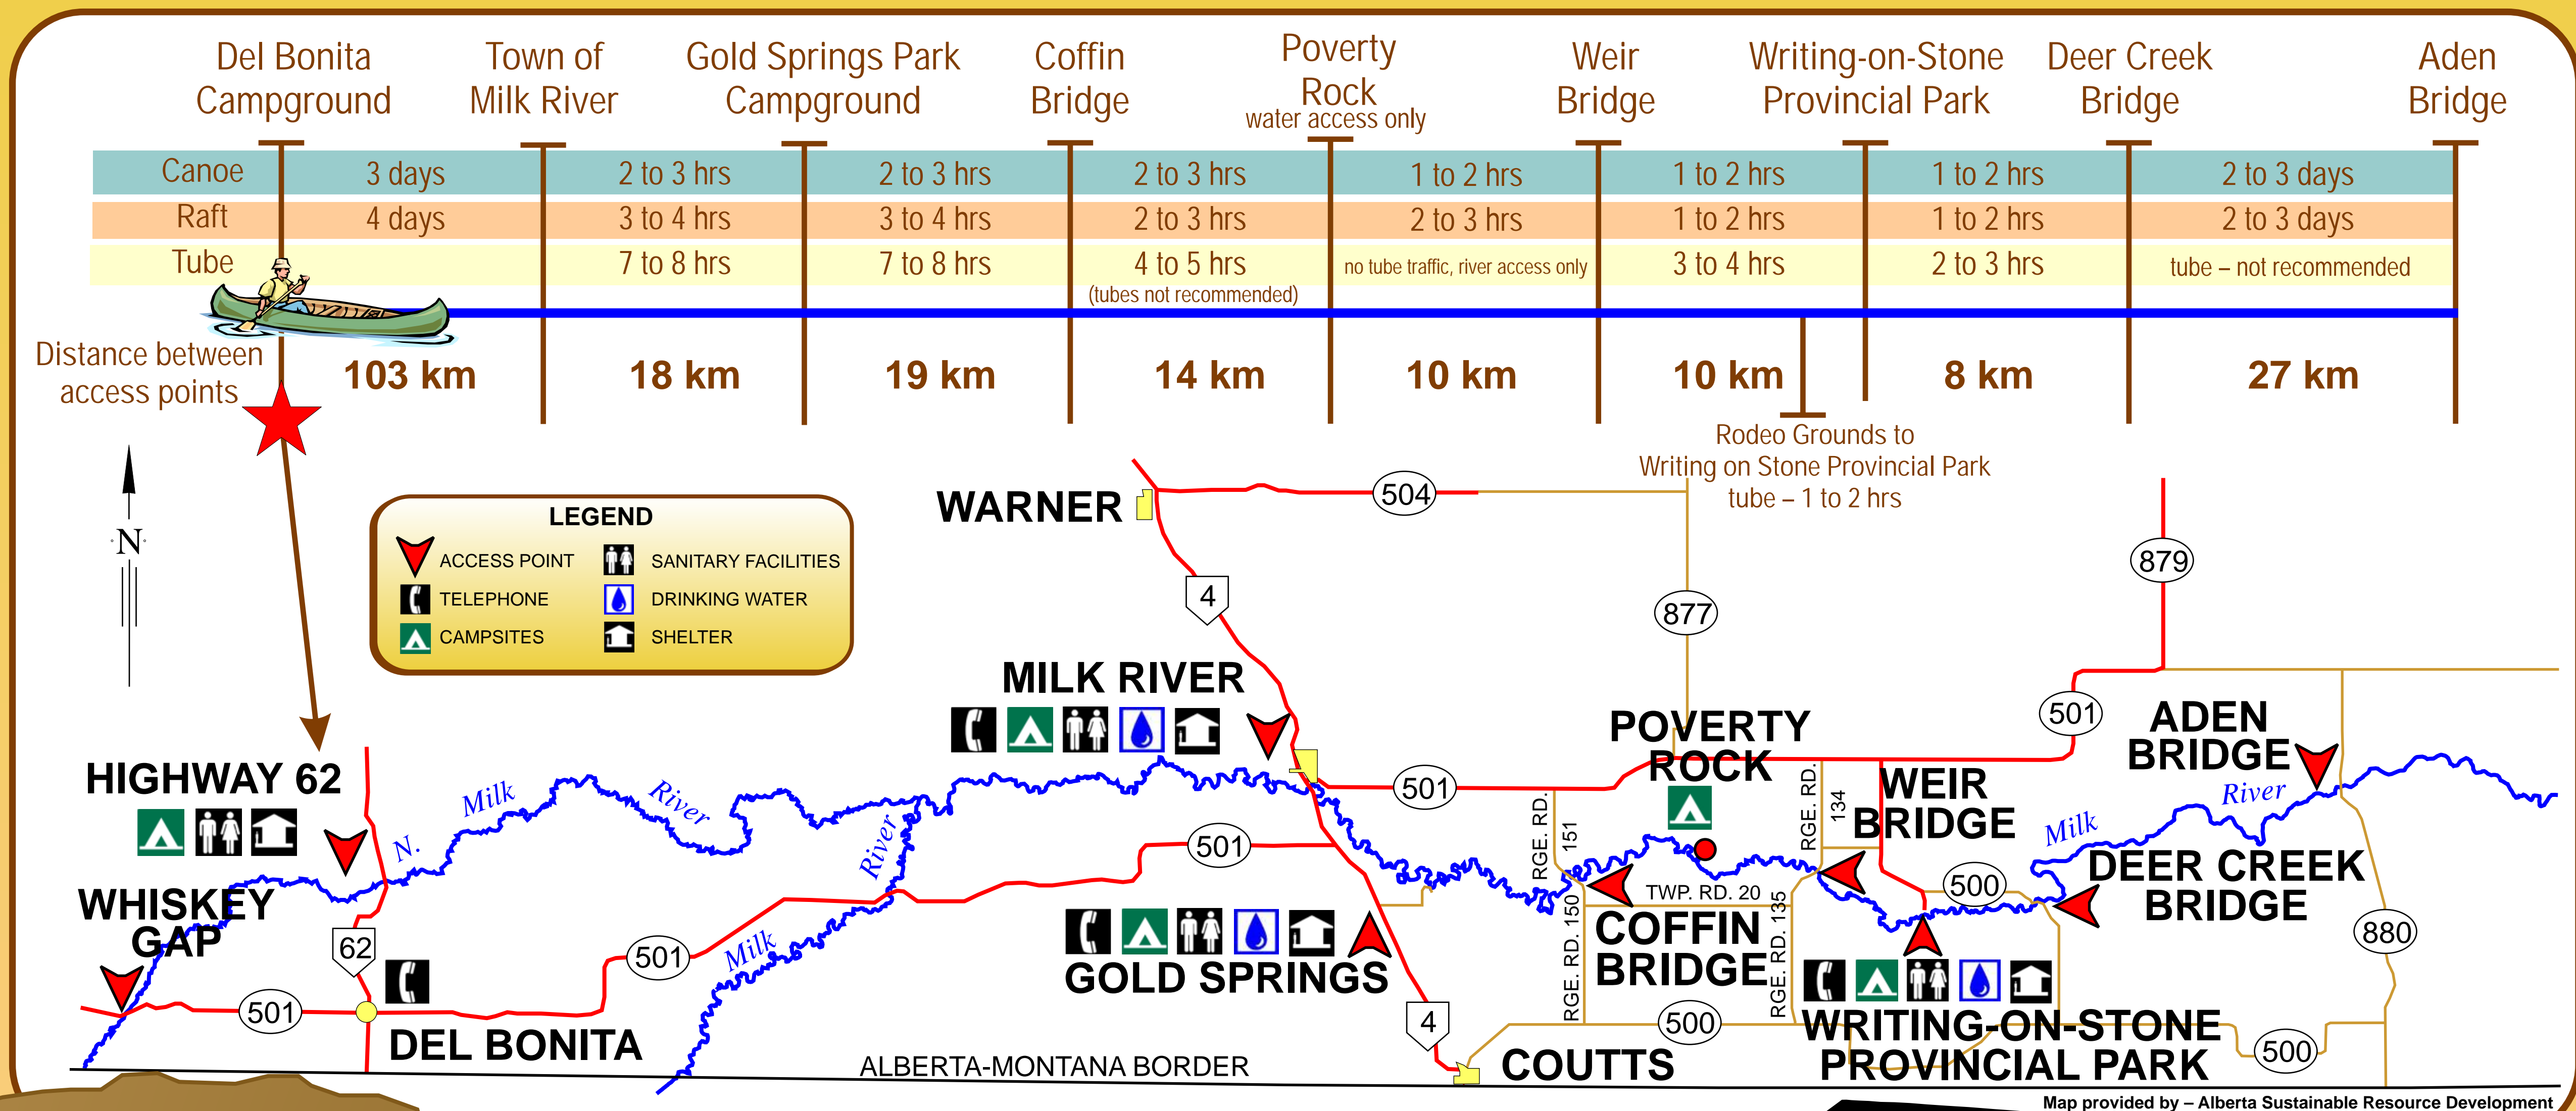 Del Bonita
Campground
Town of
Milk River
Gold Springs Park
Campground
Coffin
Bridge
Poverty
Rock
water access only
Weir
Bridge
Writing-on-Stone
Provincial Park
Deer Creek
Bridge
Aden
Bridge
Canoe 3 days 2 to 3 hrs 2 to 3 hrs 2 to 3 hrs 1 to 2 hrs 1 to 2 hrs 1 to 2 hrs 2 to 3 days
Raft 4 days 3 to 4 hrs 3 to 4 hrs 2 to 3 hrs 2 to 3 hrs 1 to 2 hrs 1 to 2 hrs 2 to 3 days
Tube 7 to 8 hrs 7 to 8 hrs 4 to 5 hrs no tube traffic, river access only 3 to 4 hrs 2 to 3 hrs tube – not recommended
(tubes not recommended)
Distance between
access points
103 km 18 km 19 km 14 km 10 km 10 km 8 km 27 km
Rodeo Grounds to
Writing on Stone Provincial Park
tube – 1 to 2 hrs
N
LEGEND
ACCESS POINT
SANITARY FACILITIES
TELEPHONE
DRINKING WATER
CAMPSITES
SHELTER
WARNER
504
4
877
879
MILK RIVER
501
POVERTY
ROCK
501
ADEN
BRIDGE
HIGHWAY 62
N. Milk River
River
Milk
501
501
RGE. RD.
151
RGE. RD.
134
WEIR
BRIDGE
Milk River
WHISKEY
GAP
62
501
501
DEL BONITA
GOLD SPRINGS
TWP. RD. 20
RGE. RD. 150
COFFIN
BRIDGE
RGE. RD. 135
500
DEER CREEK
BRIDGE
880
4
500
WRITING-ON-STONE
PROVINCIAL PARK
500
COUTTS
ALBERTA-MONTANA BORDER
Map provided by – Alberta Sustainable Resource Development